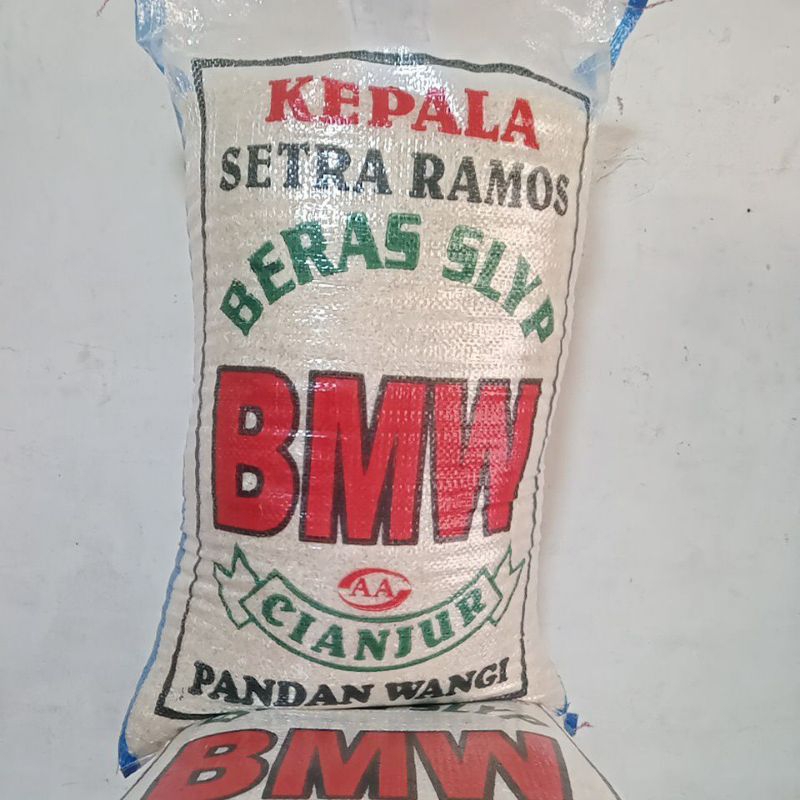 KEPALA
SETRA RAMOS
BERAS SLYP
BMW
AA
CIANJUR
PANDAN WANGI
BMW